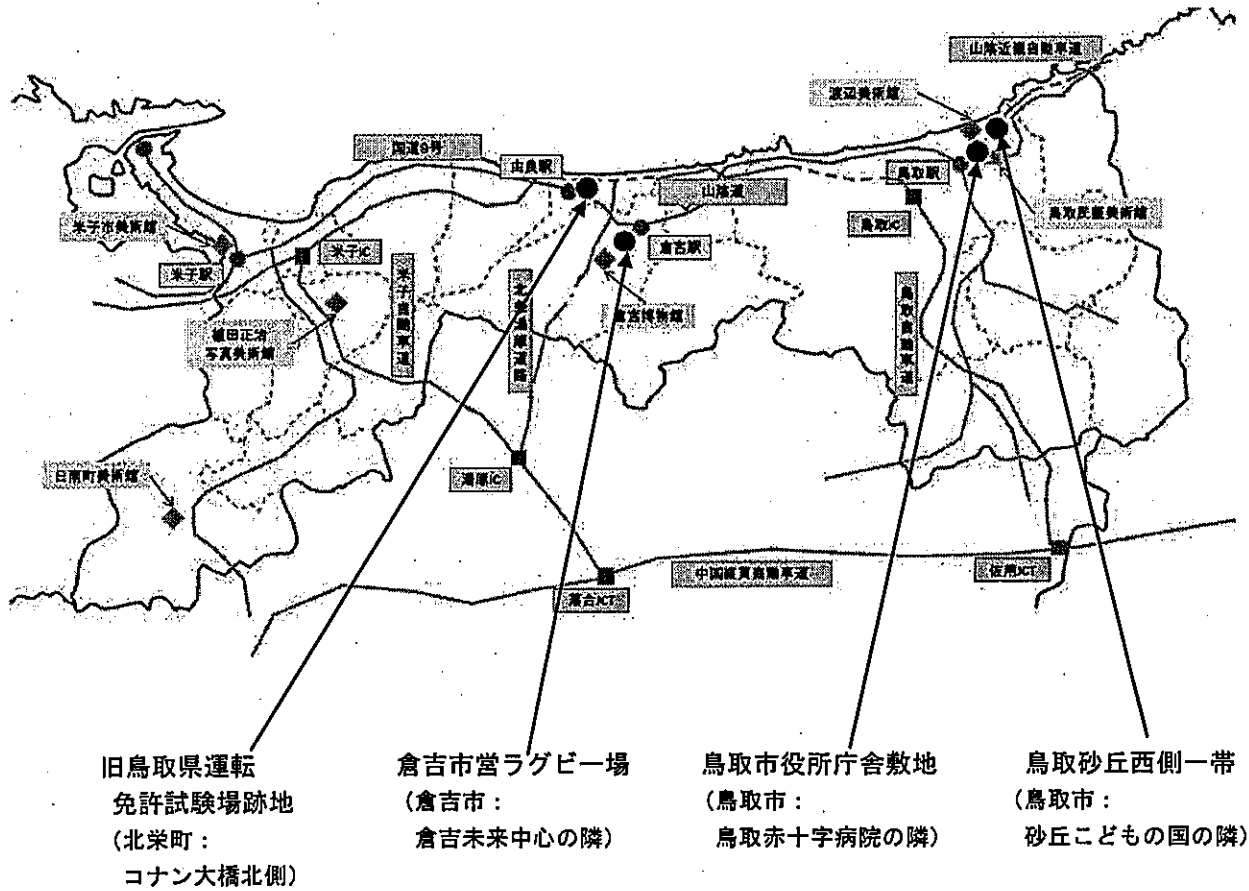 山陰近畿自動車道
渡辺美術館
国道9号
由良駅
山陰道
鳥取駅
鳥取民藝美術館
米子市美術館
米子駅
米子IC
倉吉駅
鳥取IC
植田正治
写真美術館
米子自動車道
北条湯原道路
倉吉博物館
鳥取自動車道
日南町美術館
湯原IC
中国縦貫自動車道
佐用JCT
落合JCT
旧鳥取県運転
免許試験場跡地
(北栄町：
コナン大橋北側)
倉吉市営ラグビー場
(倉吉市：
倉吉未来中心の隣)
鳥取市役所庁舎敷地
(鳥取市：
鳥取赤十字病院の隣)
鳥取砂丘西側一帯
(鳥取市：
砂丘こどもの国の隣)